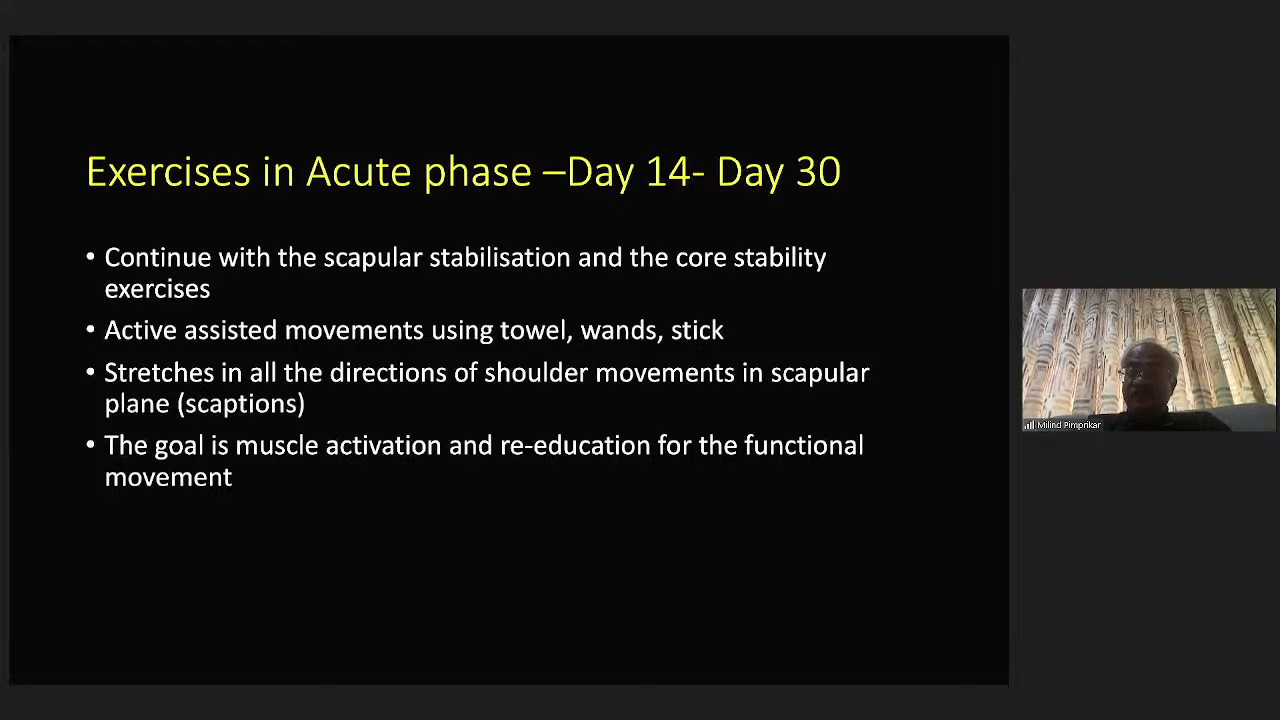 Exercises in Acute phase –Day 14- Day 30
• Continue with the scapular stabilisation and the core stability
exercises
• Active assisted movements using towel, wands, stick
• Stretches in all the directions of shoulder movements in scapular
plane (scaptions)
• The goal is muscle activation and re-education for the functional
movement
Milind Pimprikar